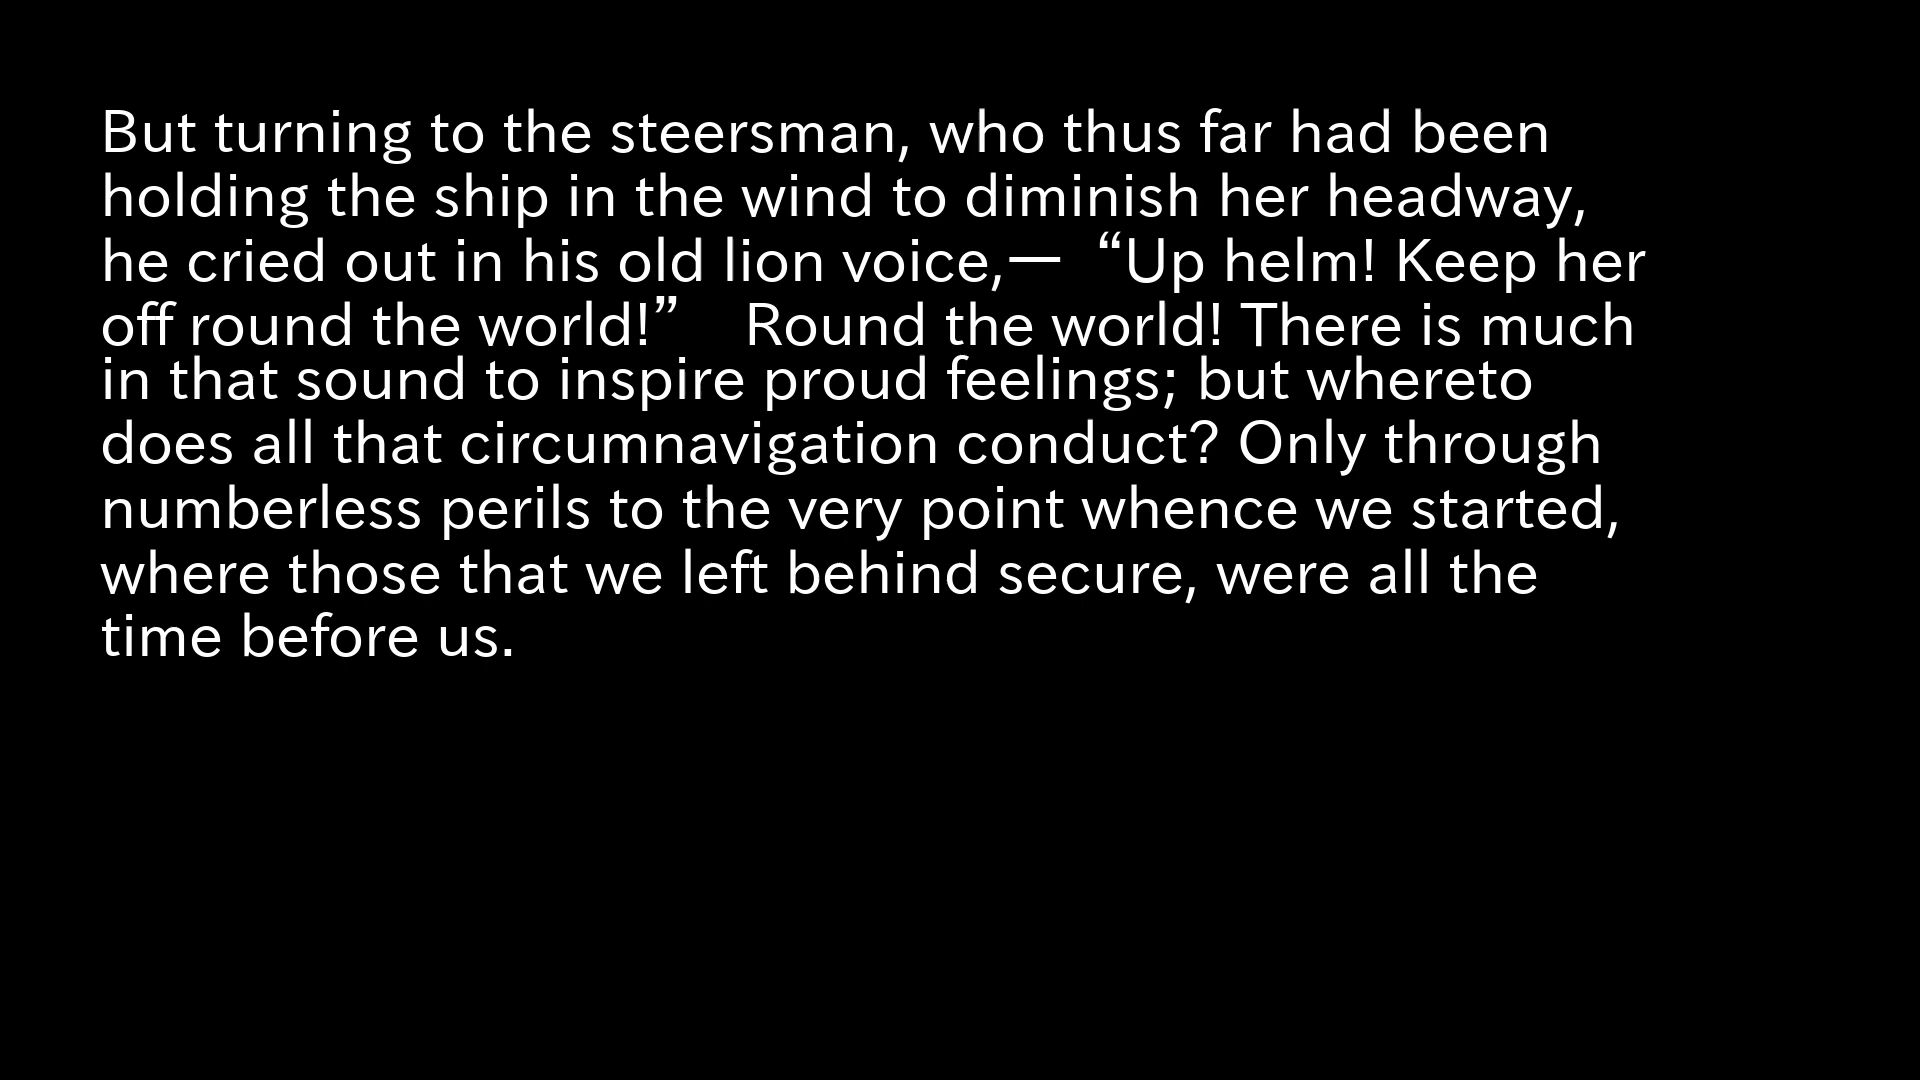 But turning to the steersman, who thus far had been
holding the ship in the wind to diminish her headway,
he cried out in his old lion voice,— “Up helm! Keep her
off round the world!” Round the world! There is much
in that sound to inspire proud feelings; but whereto
does all that circumnavigation conduct? Only through
numberless perils to the very point whence we started,
where those that we left behind secure, were all the
time before us.